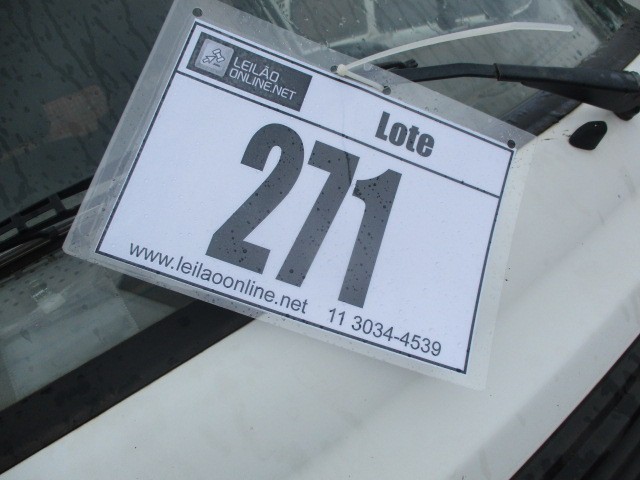 LEILÃO
ONLINE.NET
Lote
271
www.leilaoonline.net 11 3034-4539